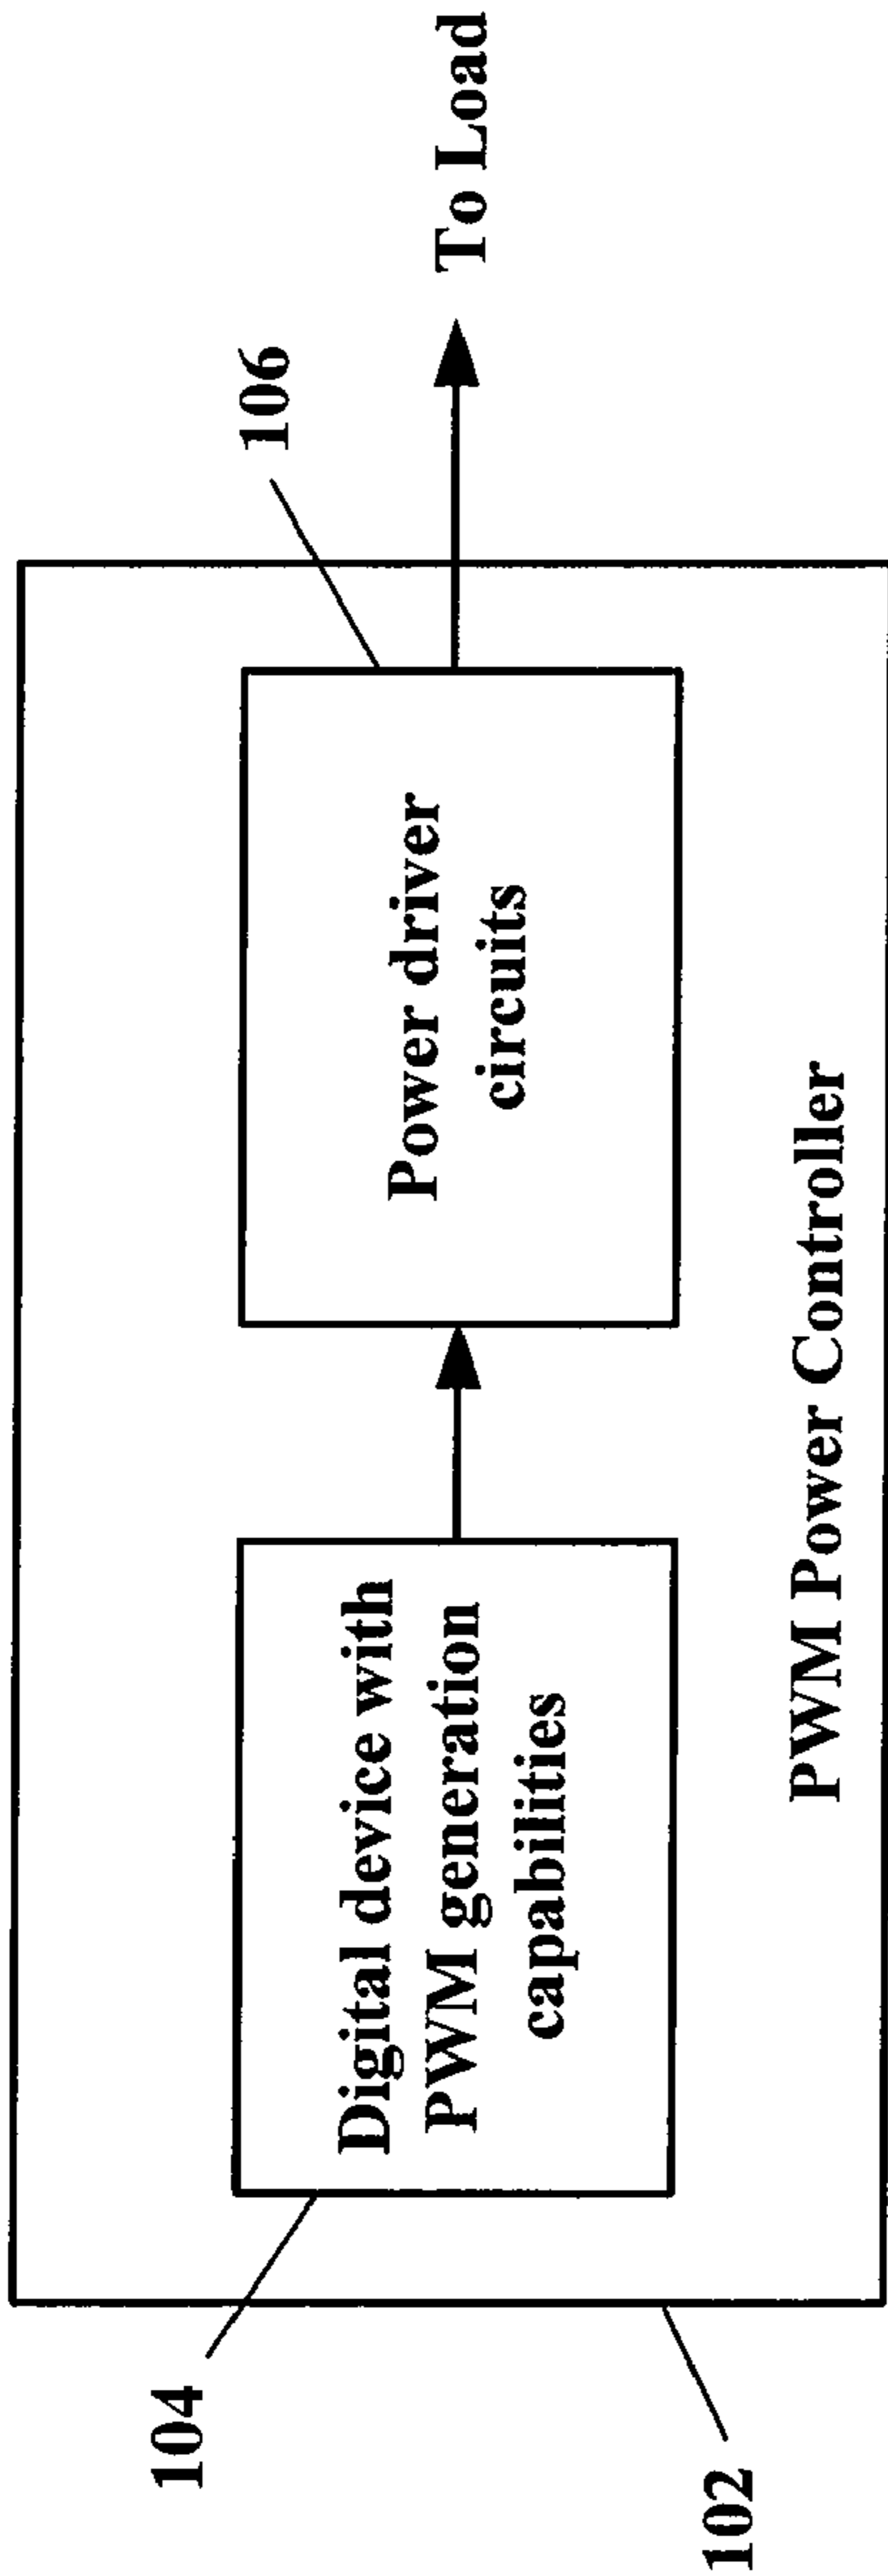 104
Digital device with
PWM generation
capabilities
106
Power driver
circuits
To Load
PWM Power Controller
102